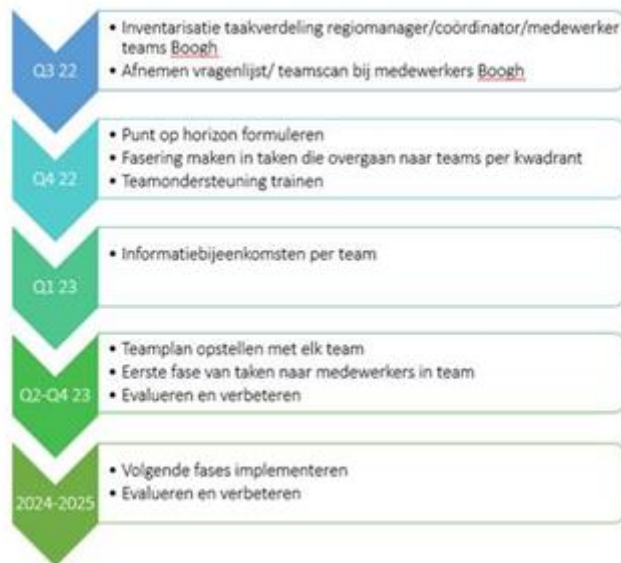 Q3 22
• Inventarisatie taakverdeling regiomanager/coördinator/medewerker
teams Boogh
• Afnemen vragenlijst/ teamscan bij medewerkers Boogh
Q4 22
• Punt op horizon formuleren
• Fasering maken in taken die overgaan naar teams per kwadrant
• Teamondersteuning trainen
Q1 23
• Informatiebijeenkomsten per team
Q2-Q4 23
• Teamplan opstellen met elk team
• Eerste fase van taken naar medewerkers in team
• Evalueren en verbeteren
2024-2025
• Volgende fases implementeren
• Evalueren en verbeteren